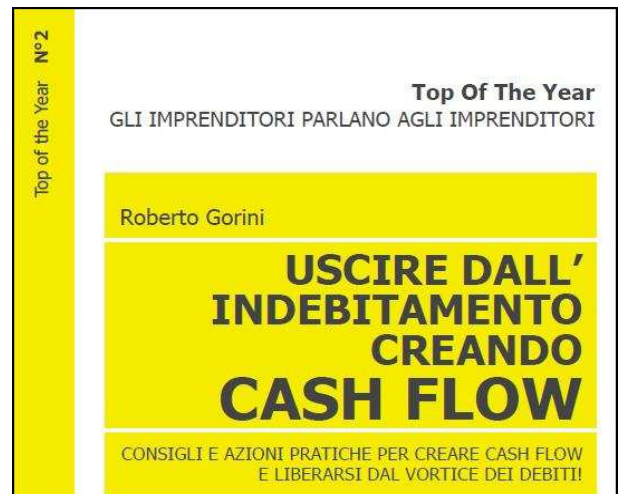 Top of the Year N°2
Top Of The Year
GLI IMPRENDITORI PARLANO AGLI IMPRENDITORI
Roberto Gorini
USCIRE DALL’
INDEBITAMENTO
CREANDO
CASH FLOW
CONSIGLI E AZIONI PRATICHE PER CREARE CASH FLOW
E LIBERARSI DAL VORTICE DEI DEBITI!